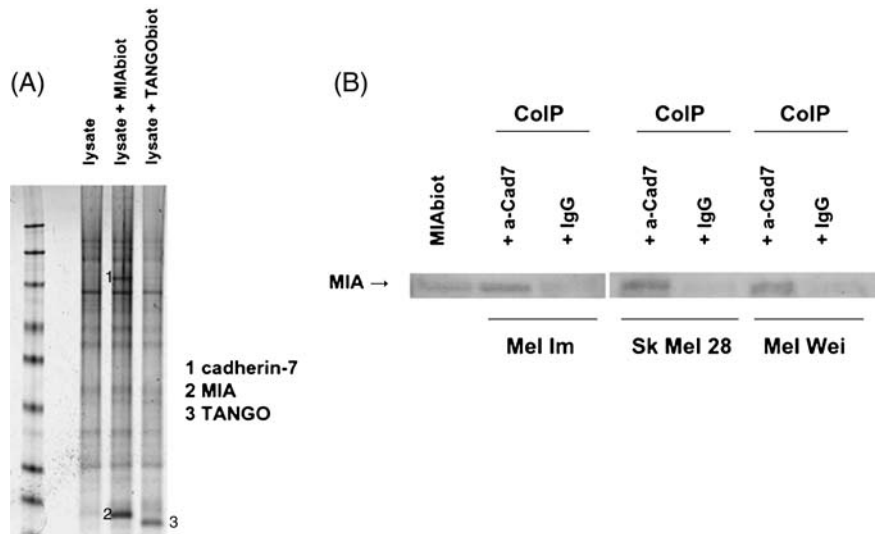 (A)
lysate
lysate + MIAbiot
lysate + TANGObiot
1
2
3
1 cadherin-7
2 MIA
3 TANGO
(B)
CoIP CoIP CoIP
MIAbiot
+ a-Cad7
+ IgG
+ a-Cad7
+ IgG
+ a-Cad7
+ IgG
MIA →
Mel Im Sk Mel 28 Mel Wei